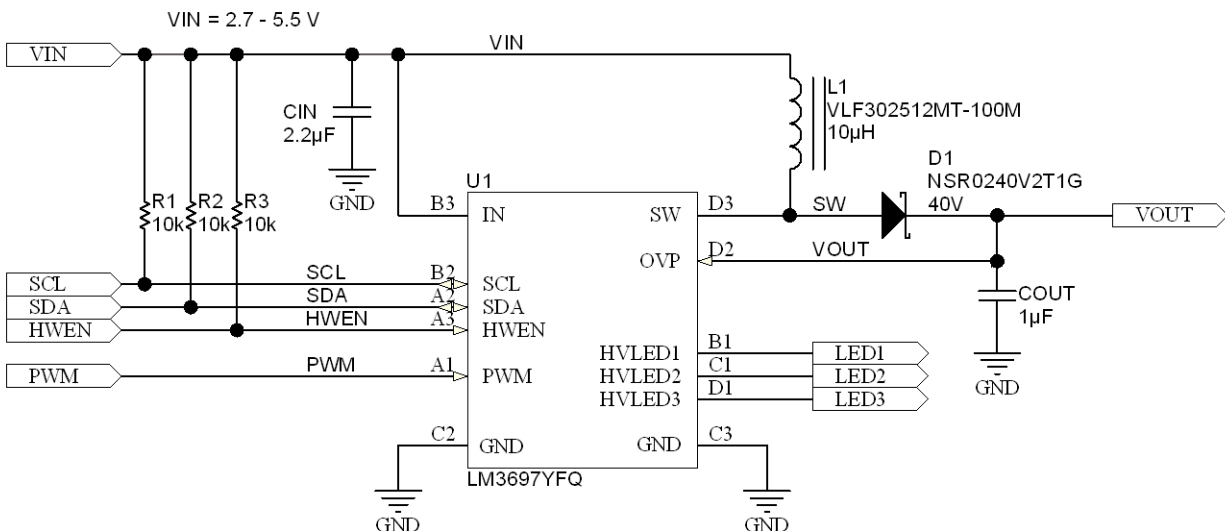 VIN = 2.7 - 5.5 V
VIN
VIN
CIN
2.2µF
GND
L1
VLF302512MT-100M
10µH
D1
NSR0240V2T1G
40V
R1
10k
R2
10k
R3
10k
U1
B3
IN
SW
D3
SW
VOUT
OVP
D2
VOUT
SCL
SCL
B2
SCL
SDA
SDA
A2
SDA
HWEN
HWEN
A3
HWEN
COUT
1µF
GND
PWM
PWM
A1
PWM
HVLED1
B1
LED1
HVLED2
C1
LED2
HVLED3
D1
LED3
C2
GND
GND
C3
LM3697YFQ
GND
GND